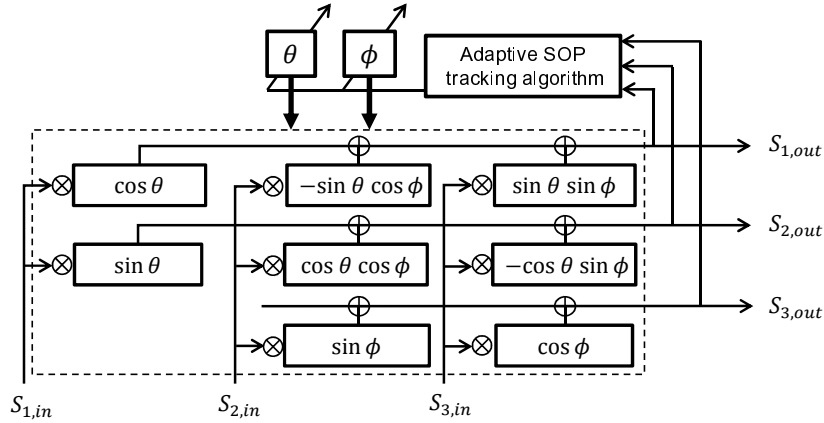 θ
ϕ
Adaptive SOP
tracking algorithm
S1,out
cos θ
−sin θ cos ϕ
sin θ sin ϕ
S2,out
sin θ
cos θ cos ϕ
−cos θ sin ϕ
S3,out
sin ϕ
cos ϕ
S1,in
S2,in
S3,in